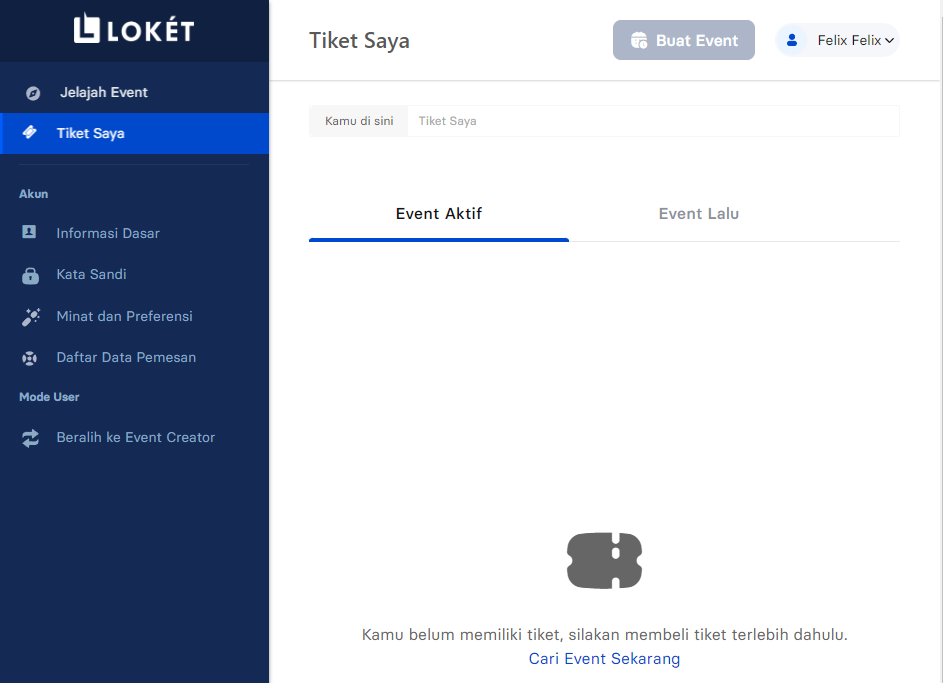 LOKÉT
Jelajah Event
Tiket Saya
Akun
Informasi Dasar
Kata Sandi
Minat dan Preferensi
Daftar Data Pemesan
Mode User
Beralih ke Event Creator
Tiket Saya
Buat Event
Felix Felix
Kamu di sini
Tiket Saya
Event Aktif
Event Lalu
Kamu belum memiliki tiket, silakan membeli tiket terlebih dahulu.
Cari Event Sekarang